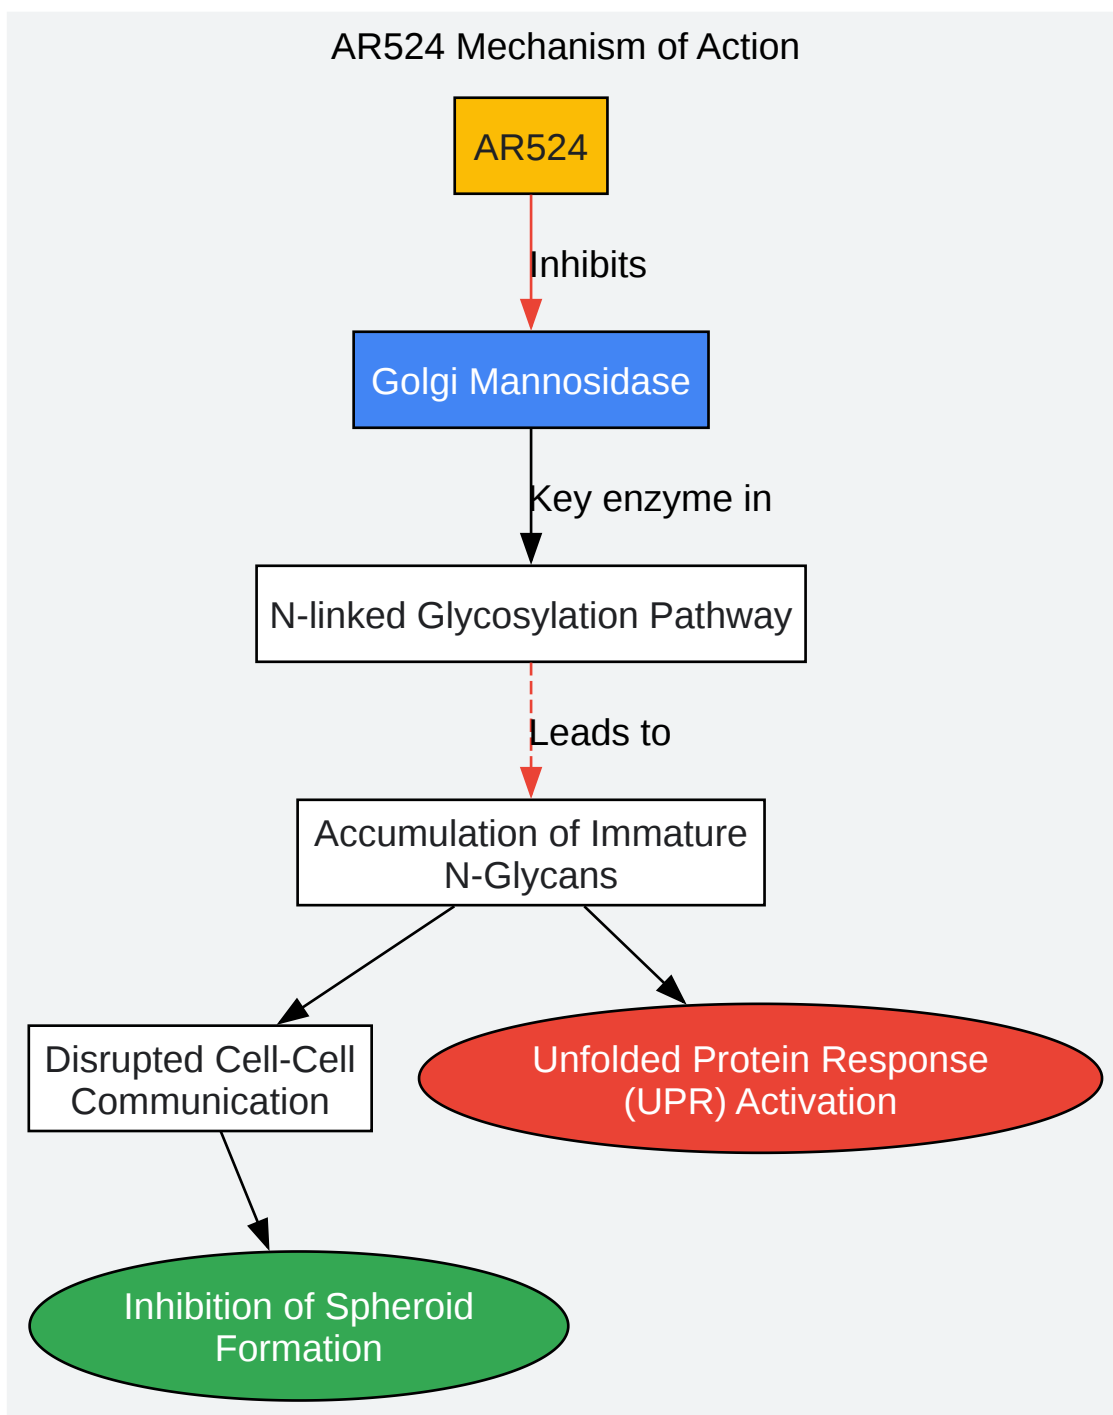 AR524 Mechanism of Action
AR524
Inhibits
Golgi Mannosidase
Key enzyme in
N-linked Glycosylation Pathway
Leads to
Accumulation of Immature
N-Glycans
Disrupted Cell-Cell
Communication
Unfolded Protein Response
(UPR) Activation
Inhibition of Spheroid
Formation